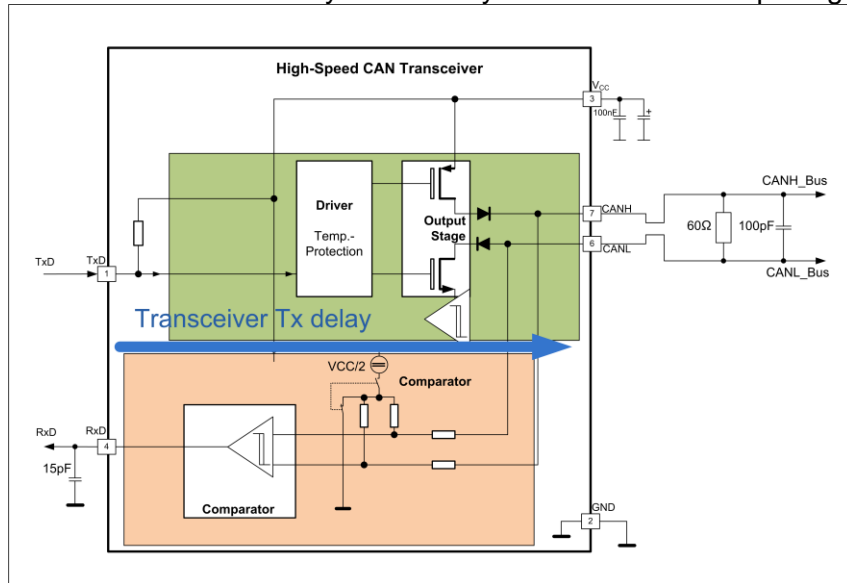 High-Speed CAN Transceiver
VCC
3
100nF
+
Driver
Temp.-
Protection
Output
Stage
7
CANH
6
CANL
CANH_Bus
60Ω
100pF
CANL_Bus
TxD
TxD
1
Transceiver Tx delay
VCC/2
Comparator
RxD
RxD
4
15pF
Comparator
GND
2